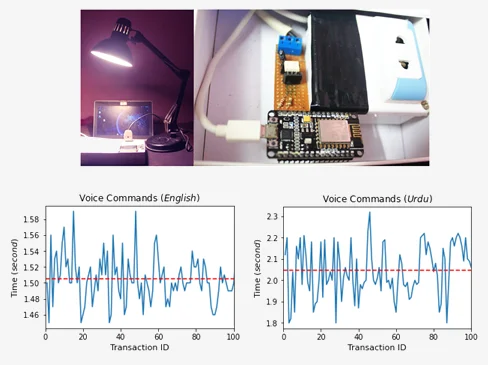 Voice Commands (English)
Time (second)
1.58
1.56
1.54
1.52
1.50
1.48
1.46
0 20 40 60 80 100
Transaction ID
Voice Commands (Urdu)
Time (second)
2.3
2.2
2.1
2.0
1.9
1.8
0 20 40 60 80 100
Transaction ID